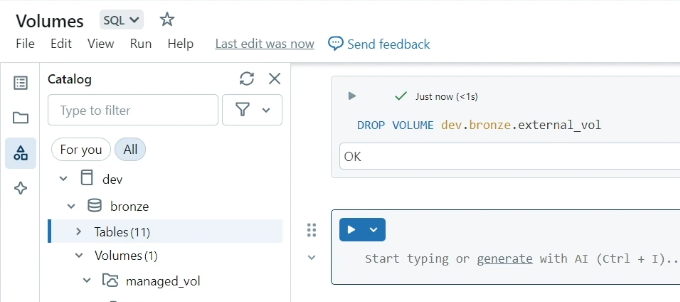 Volumes SQL
File Edit View Run Help Last edit was now Send feedback
Catalog
Type to filter
For you All
dev
bronze
Tables (11)
Volumes (1)
managed_vol
Just now (<1s)
DROP VOLUME dev.bronze.external_vol
OK
Start typing or generate with AI (Ctrl + I)...